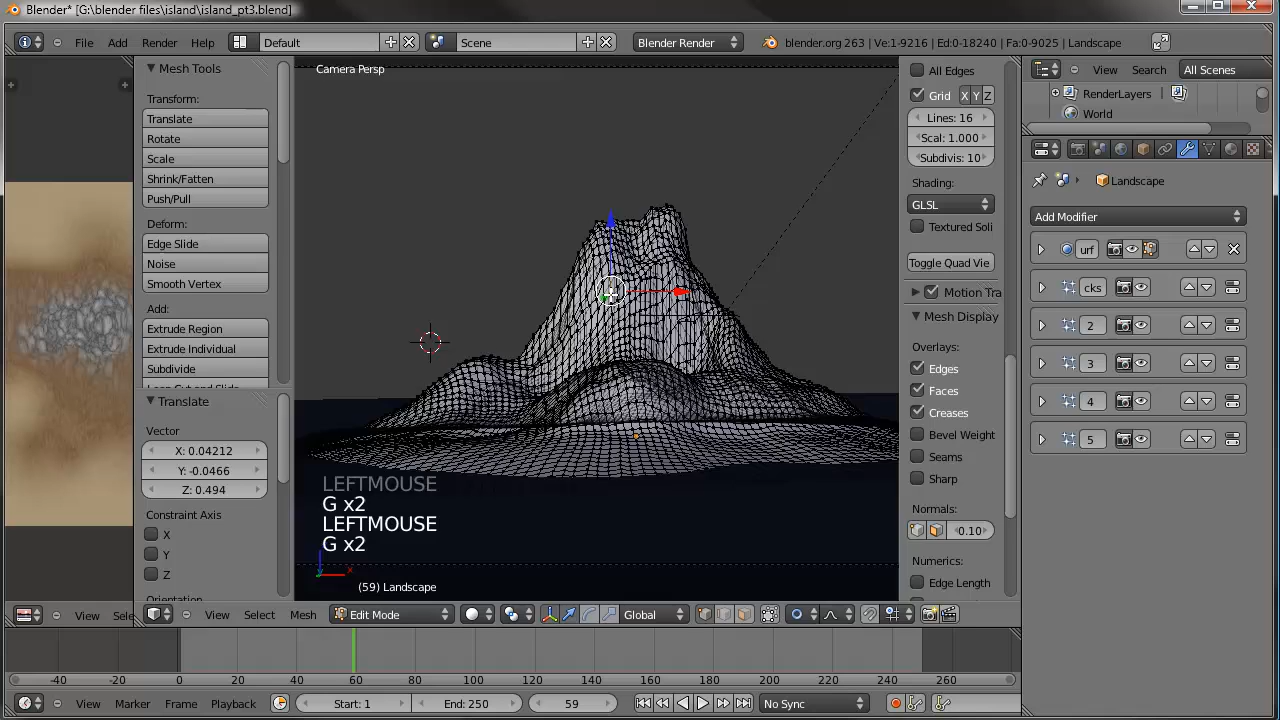 Blender* [G:\blender files\island\island_pt3.blend]
File Add Render Help Default Scene Blender Render blender.org 263 | Ve:1-9216 | Ed:0-18240 | Fa:0-9025 | Landscape
Mesh Tools
Transform:
Translate
Rotate
Scale
Shrink/Fatten
Push/Pull
Deform:
Edge Slide
Noise
Smooth Vertex
Add:
Extrude Region
Extrude Individual
Subdivide
Translate
Vector
X: 0.04212
Y: -0.0466
Z: 0.494
Constraint Axis
X
Y
Z
Camera Persp
LEFTMOUSE
G x2
LEFTMOUSE
G x2
x
(59) Landscape
All Edges
Grid X Y Z
Lines: 16
Scal: 1.000
Subdivis: 10
Shading:
GLSL
Textured Soli
Toggle Quad Vie
Motion Tra
Mesh Display
Overlays:
Edges
Faces
Creases
Bevel Weight
Seams
Sharp
Normals:
0.10
Numerics:
Edge Length
View Search All Scenes
RenderLayers
World
Landscape
Add Modifier
urf
cks
2
3
4
5
View Sele View Select Mesh Edit Mode Global
-40 -20 0 20 40 60 80 100 120 140 160 180 200 220 240 260
View Marker Frame Playback Start: 1 End: 250 59 No Sync